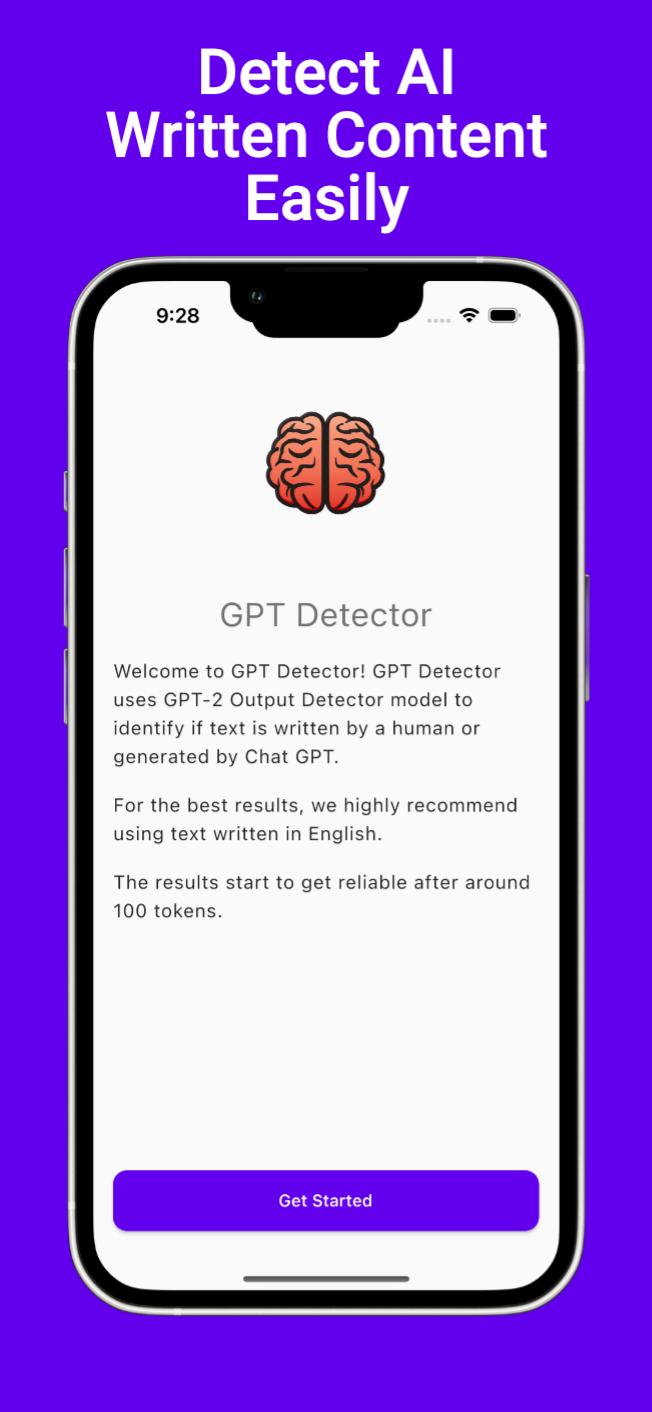 Detect AI
Written Content
Easily
9:28
GPT Detector
Welcome to GPT Detector! GPT Detector
uses GPT-2 Output Detector model to
identify if text is written by a human or
generated by Chat GPT.
For the best results, we highly recommend
using text written in English.
The results start to get reliable after around
100 tokens.
Get Started